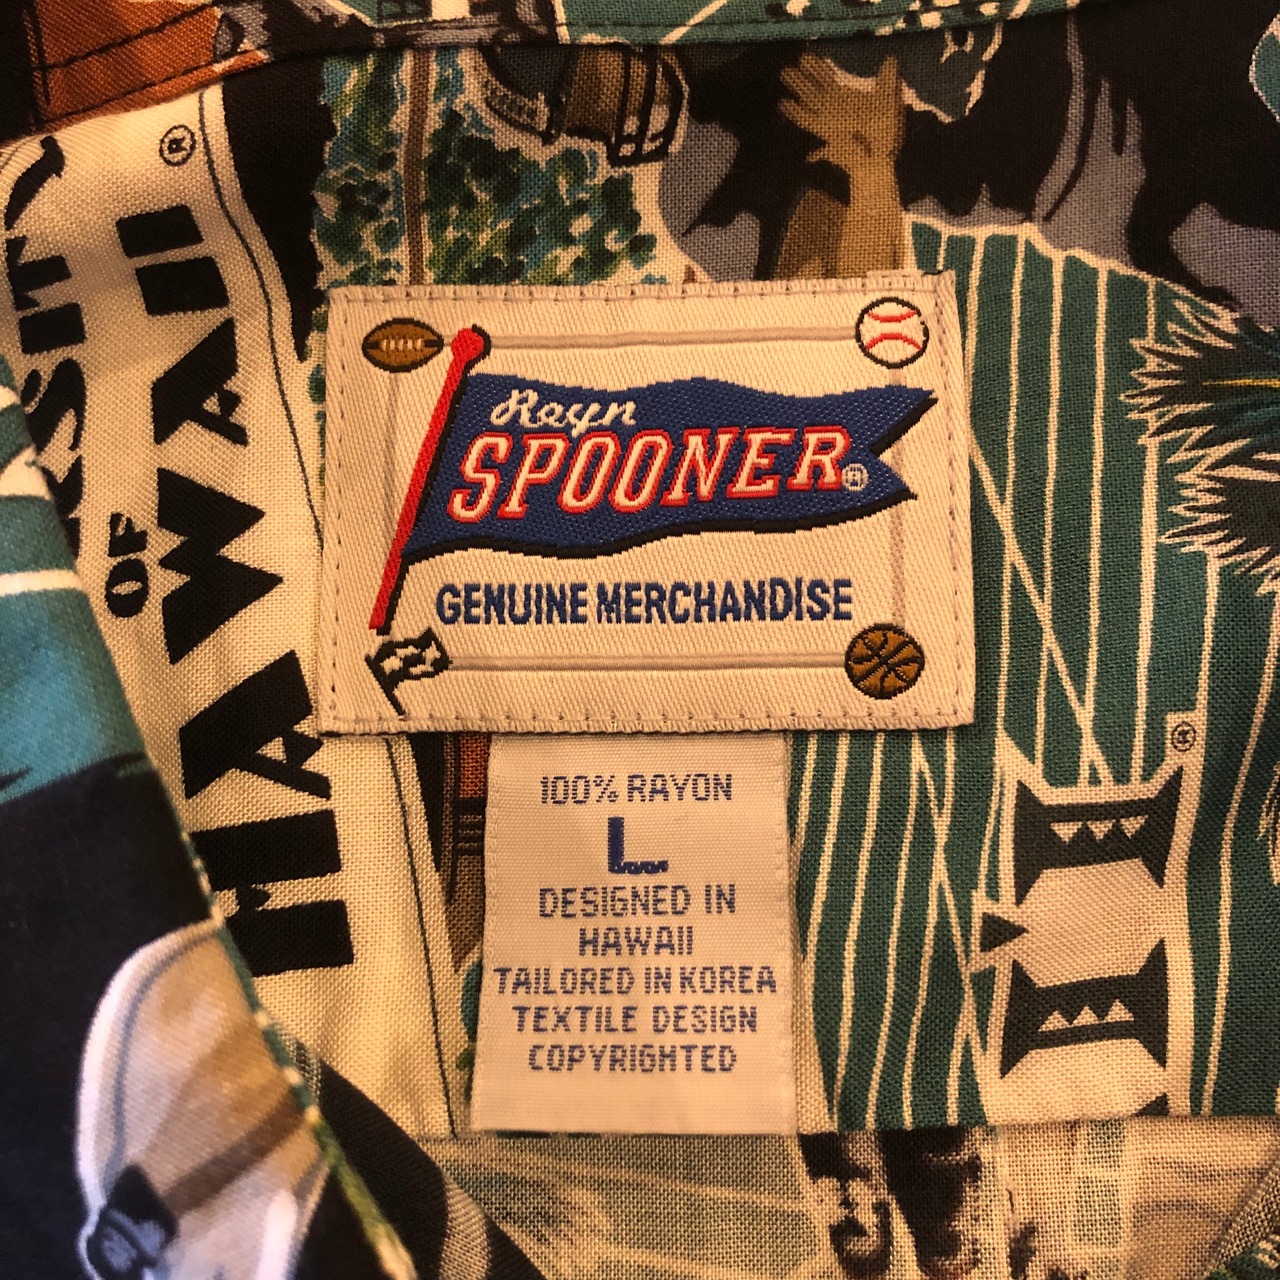 Reyn
SPOONER®
GENUINE MERCHANDISE
100% RAYON
L
DESIGNED IN
HAWAII
TAILORED IN KOREA
TEXTILE DESIGN
COPYRIGHTED
OF
HAWAII®
H
®